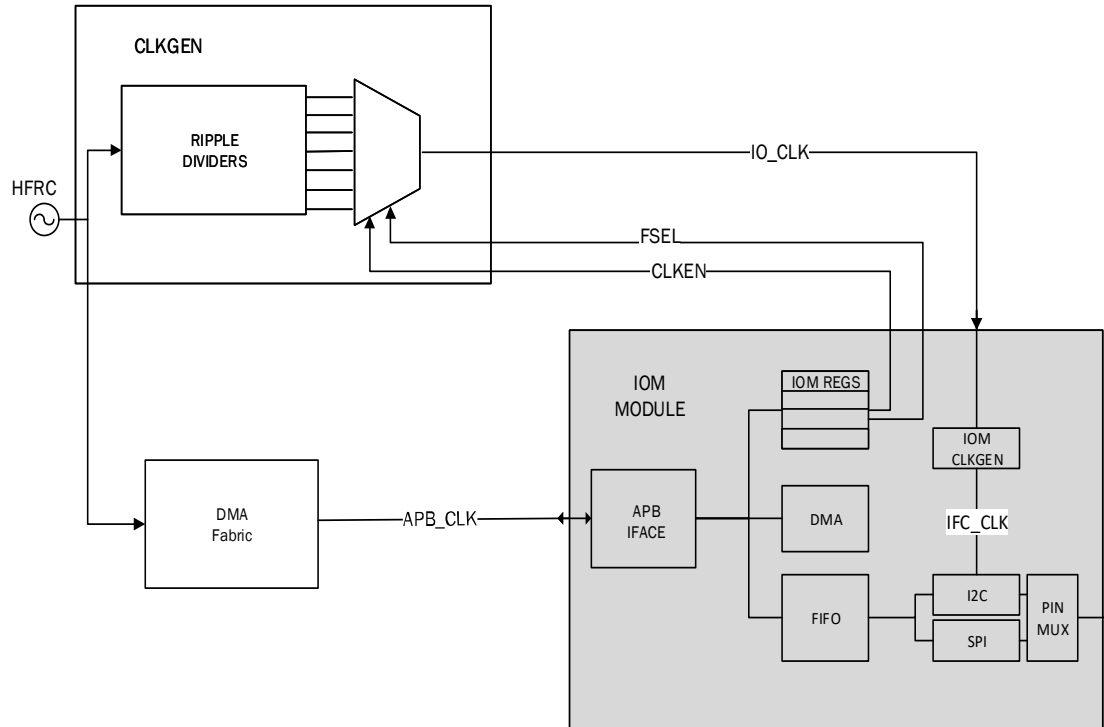 CLKGEN
RIPPLE
DIVIDERS
IO_CLK
HFRC
FSEL
CLKEN
IOM
MODULE
IOM REGS
IOM
CLKGEN
DMA
Fabric
APB_CLK
APB
IFACE
DMA
IFC_CLK
FIFO
I2C
SPI
PIN
MUX